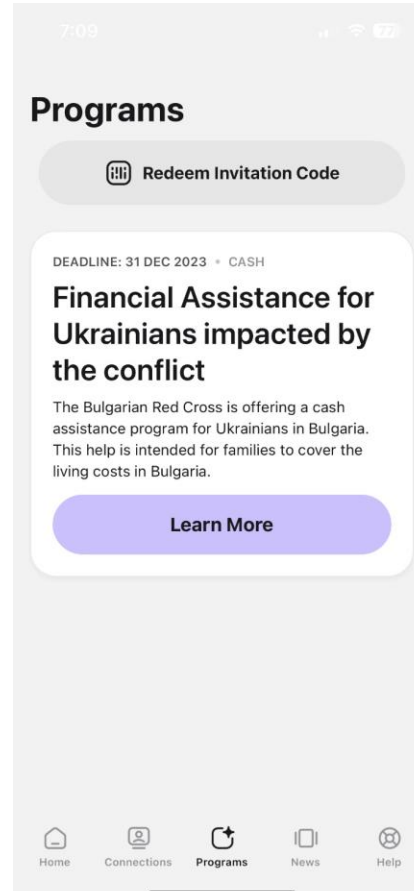 7:09
77
Programs
Redeem Invitation Code
DEADLINE: 31 DEC 2023 • CASH
Financial Assistance for
Ukrainians impacted by
the conflict
The Bulgarian Red Cross is offering a cash
assistance program for Ukrainians in Bulgaria.
This help is intended for families to cover the
living costs in Bulgaria.
Learn More
Home Connections Programs News Help